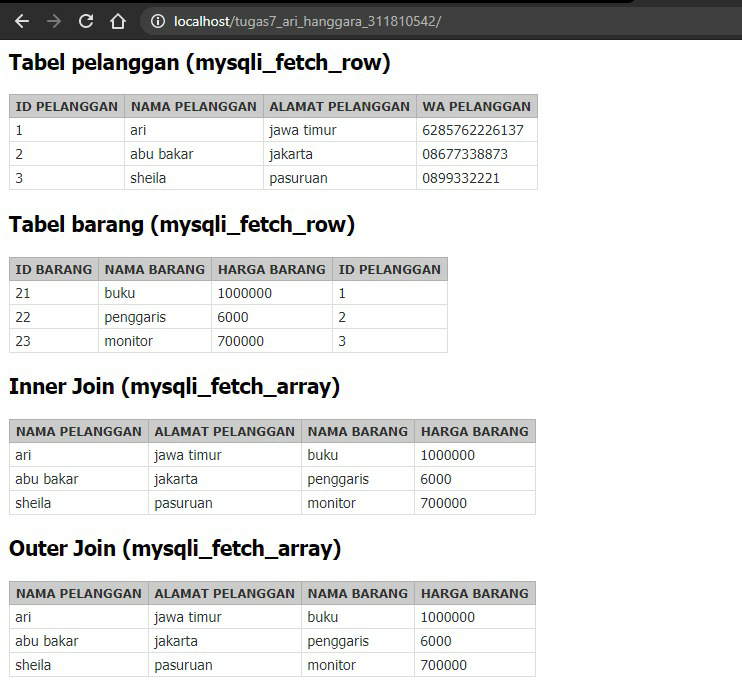 localhost/tugas7_ari_hanggara_311810542/
Tabel pelanggan (mysqli_fetch_row)
ID PELANGGAN NAMA PELANGGAN ALAMAT PELANGGAN WA PELANGGAN
1 ari jawa timur 6285762226137
2 abu bakar jakarta 08677338873
3 sheila pasuruan 0899332221
Tabel barang (mysqli_fetch_row)
ID BARANG NAMA BARANG HARGA BARANG ID PELANGGAN
21 buku 1000000 1
22 penggaris 6000 2
23 monitor 700000 3
Inner Join (mysqli_fetch_array)
NAMA PELANGGAN ALAMAT PELANGGAN NAMA BARANG HARGA BARANG
ari jawa timur buku 1000000
abu bakar jakarta penggaris 6000
sheila pasuruan monitor 700000
Outer Join (mysqli_fetch_array)
NAMA PELANGGAN ALAMAT PELANGGAN NAMA BARANG HARGA BARANG
ari jawa timur buku 1000000
abu bakar jakarta penggaris 6000
sheila pasuruan monitor 700000